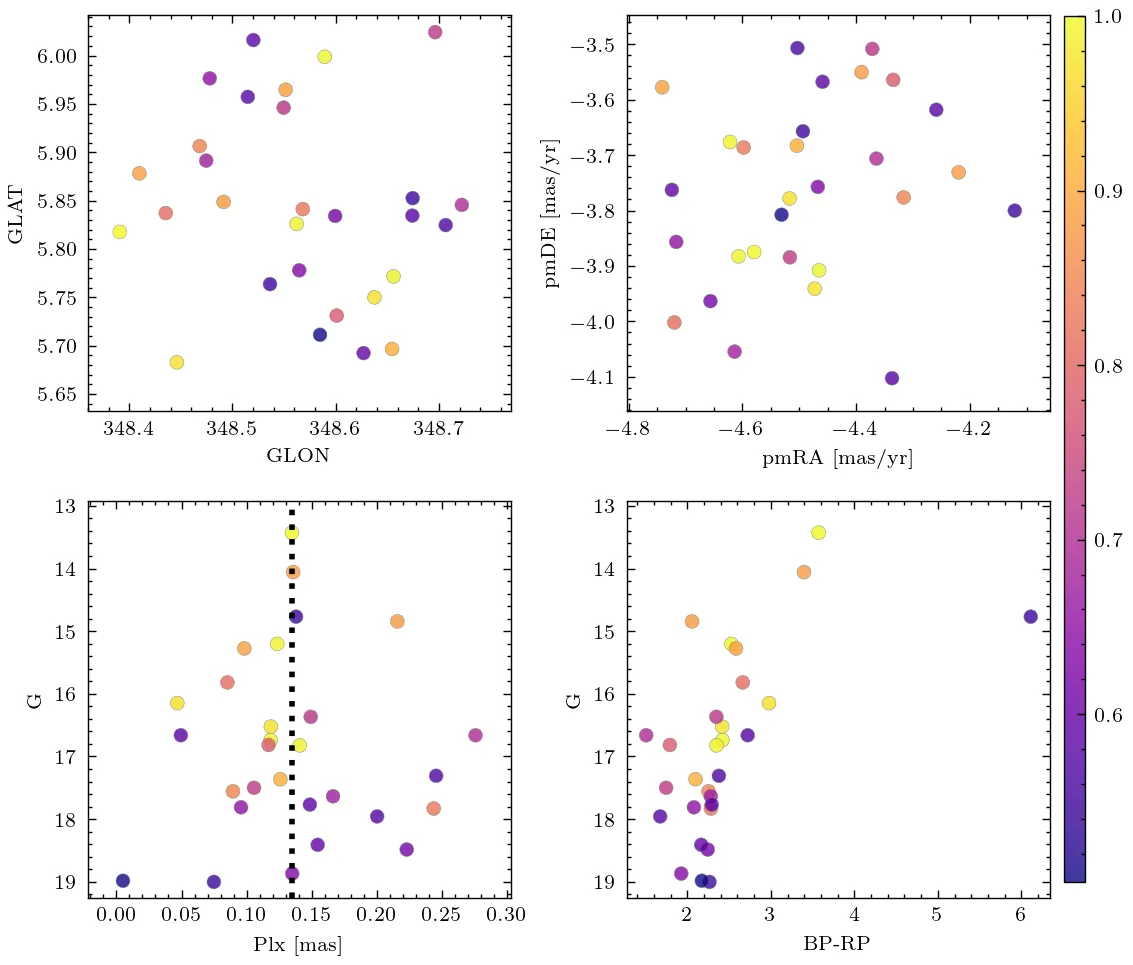 6.00
5.95
5.90
5.85
5.80
5.75
5.70
5.65
GLAT
348.4 348.5 348.6 348.7
GLON
−3.5
−3.6
−3.7
−3.8
−3.9
−4.0
−4.1
pmDE [mas/yr]
−4.8 −4.6 −4.4 −4.2
pmRA [mas/yr]
1.0
0.9
0.8
0.7
0.6
13
14
15
16
17
18
19
G
0.00 0.05 0.10 0.15 0.20 0.25 0.30
Plx [mas]
13
14
15
16
17
18
19
G
2 3 4 5 6
BP-RP